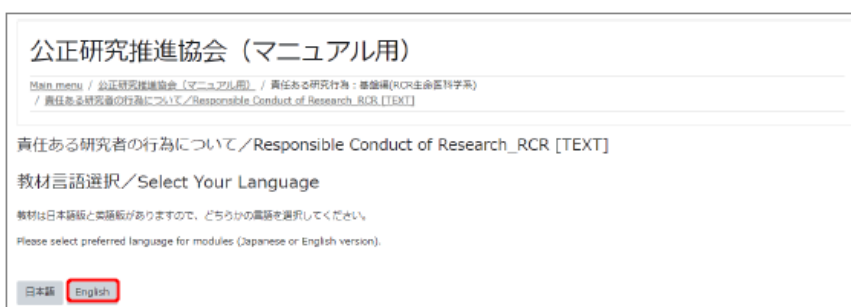 公正研究推進協会（マニュアル用）
Main menu / 公正研究推進協会（マニュアル用） / 責任ある研究行為：基盤編(RCR生命医科学系)
/ 責任ある研究者の行為について／Responsible Conduct of Research_RCR [TEXT]
責任ある研究者の行為について／Responsible Conduct of Research_RCR [TEXT]
教材言語選択／Select Your Language
教材は日本語版と英語版がありますので、どちらかの言語を選択してください。
Please select preferred language for modules (Japanese or English version).
日本語 English